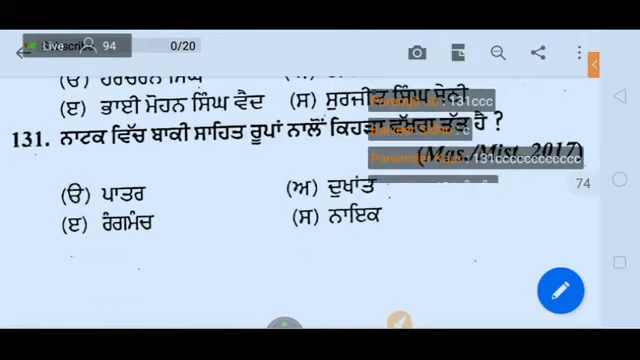 Live 94
0/20
(ੳ) ਹਰਚਰਨ ਸਿੰਘ
(ੲ) ਭਾਈ ਮੋਹਨ ਸਿੰਘ ਵੈਦ (ਸ) ਸੁਰਜੀਤ ਸਿੰਘ ਸੇਠੀ
131. ਨਾਟਕ ਵਿੱਚ ਬਾਕੀ ਸਾਹਿਤ ਰੂਪਾਂ ਨਾਲੋਂ ਕਿਹੜਾ ਵੱਖਰਾ ਤੱਤ ਹੈ ?
(Mas./Mist. 2017)
131ccc
c
131cccccccccccc
74
(ੳ) ਪਾਤਰ (ਅ) ਦੁਖਾਂਤ
(ੲ) ਰੰਗਮੰਚ (ਸ) ਨਾਇਕ